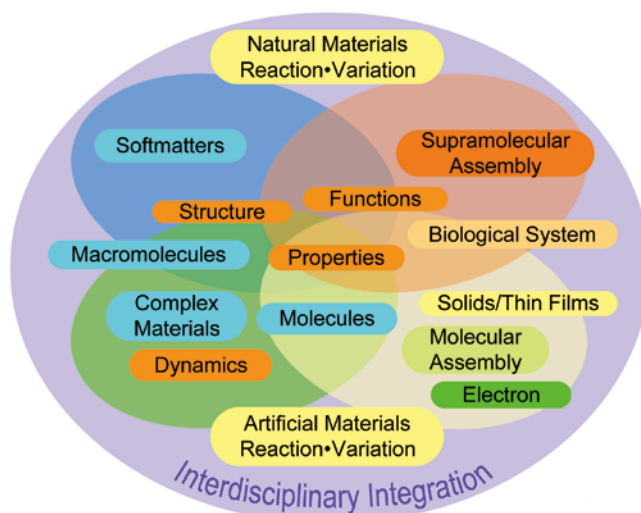 Natural Materials
Reaction•Variation
Softmatters
Supramolecular
Assembly
Functions
Structure
Biological System
Macromolecules
Properties
Complex
Materials
Molecules
Solids/Thin Films
Molecular
Assembly
Dynamics
Electron
Artificial Materials
Reaction•Variation
Interdisciplinary Integration